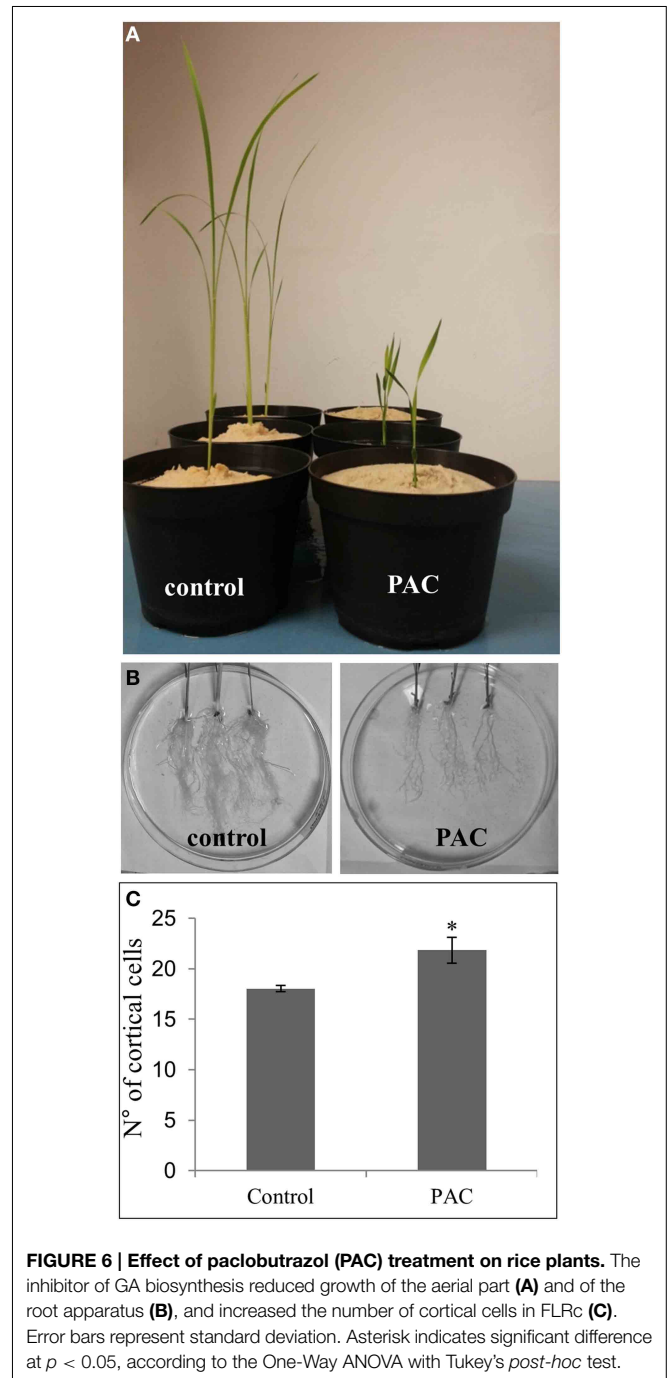 A
control
PAC
B
control
PAC
C
25
20
15
10
5
0
N° of cortical cells
*
Control
PAC
FIGURE 6 | Effect of paclobutrazol (PAC) treatment on rice plants. The
inhibitor of GA biosynthesis reduced growth of the aerial part (A) and of the
root apparatus (B), and increased the number of cortical cells in FLRc (C).
Error bars represent standard deviation. Asterisk indicates significant difference
at p < 0.05, according to the One-Way ANOVA with Tukey's post-hoc test.